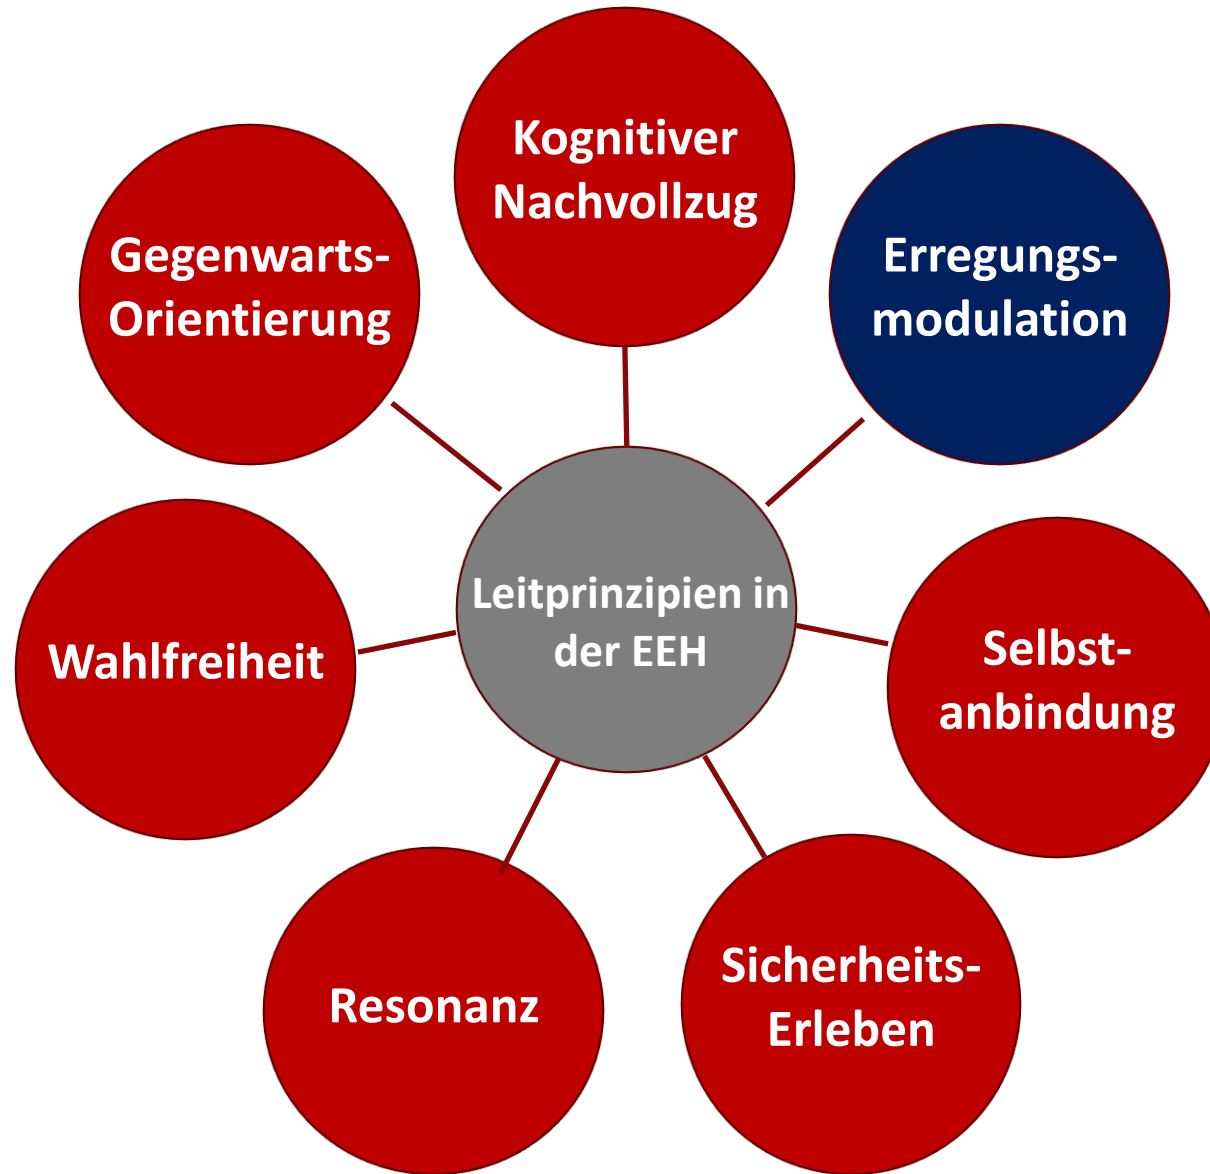 Kognitiver
Nachvollzug
Gegenwarts-
Orientierung
Erregungs-
modulation
Leitprinzipien in
der EEH
Wahlfreiheit
Selbst-
anbindung
Resonanz
Sicherheits-
Erleben